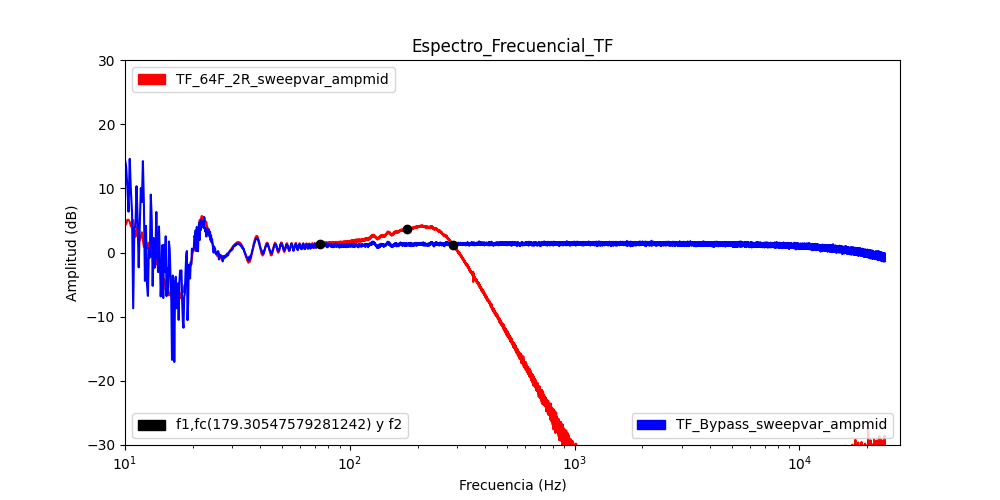 Espectro_Frecuencial_TF
TF_64F_2R_sweepvar_ampmid
30
20
10
0
−10
−20
−30
Amplitud (dB)
f1,fc(179.30547579281242) y f2
TF_Bypass_sweepvar_ampmid
10^1
10^2
10^3
10^4
Frecuencia (Hz)